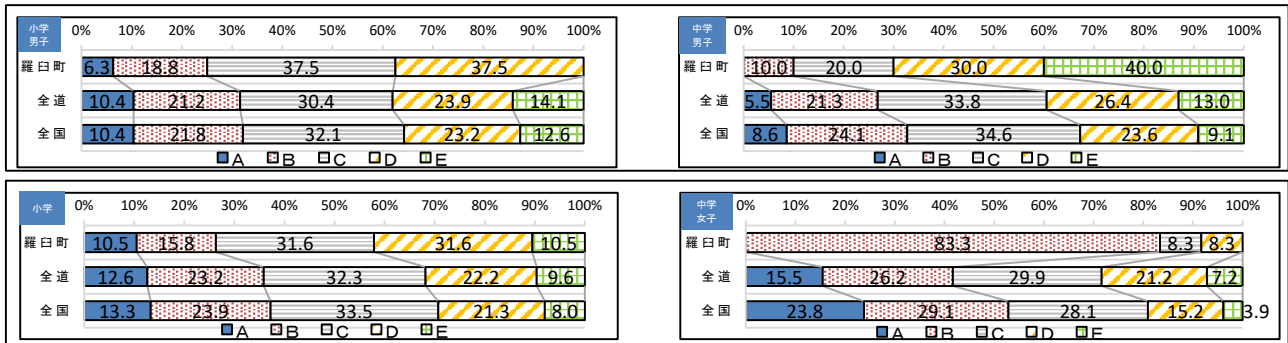 小学
男子
0% 10% 20% 30% 40% 50% 60% 70% 80% 90% 100%
羅臼町 6.3 18.8 37.5 37.5
全道 10.4 21.2 30.4 23.9 14.1
全国 10.4 21.8 32.1 23.2 12.6
A B C D E
中学
男子
0% 10% 20% 30% 40% 50% 60% 70% 80% 90% 100%
羅臼町 10.0 20.0 30.0 40.0
全道 5.5 21.3 33.8 26.4 13.0
全国 8.6 24.1 34.6 23.6 9.1
A B C D E
小学
0% 10% 20% 30% 40% 50% 60% 70% 80% 90% 100%
羅臼町 10.5 15.8 31.6 31.6 10.5
全道 12.6 23.2 32.3 22.2 9.6
全国 13.3 23.9 33.5 21.3 8.0
A B C D E
中学
女子
0% 10% 20% 30% 40% 50% 60% 70% 80% 90% 100%
羅臼町 83.3 8.3 8.3
全道 15.5 26.2 29.9 21.2 7.2
全国 23.8 29.1 28.1 15.2 3.9
A B C D E